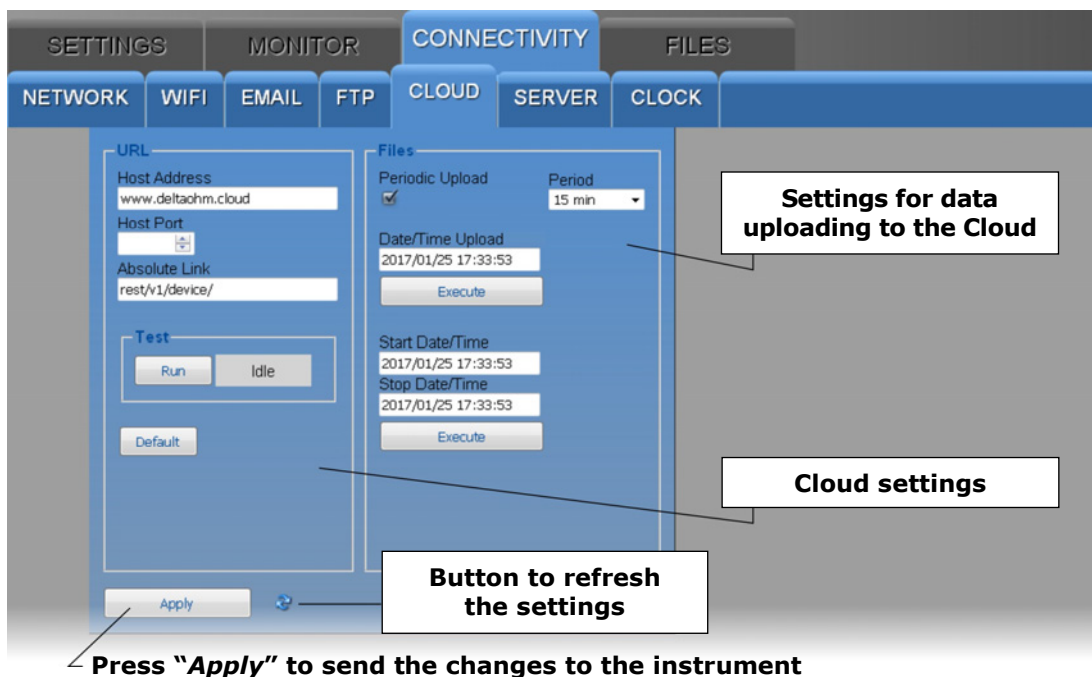 SETTINGS MONITOR CONNECTIVITY FILES
NETWORK WIFI EMAIL FTP CLOUD SERVER CLOCK
URL
Host Address
www.deltaohm.cloud
Host Port
Absolute Link
rest/v1/device/
Test
Run Idle
Default
Files
Periodic Upload Period
15 min
Date/Time Upload
2017/01/25 17:33:53
Execute
Start Date/Time
2017/01/25 17:33:53
Stop Date/Time
2017/01/25 17:33:53
Execute
Settings for data
uploading to the Cloud
Cloud settings
Button to refresh
the settings
Apply
Press “Apply” to send the changes to the instrument